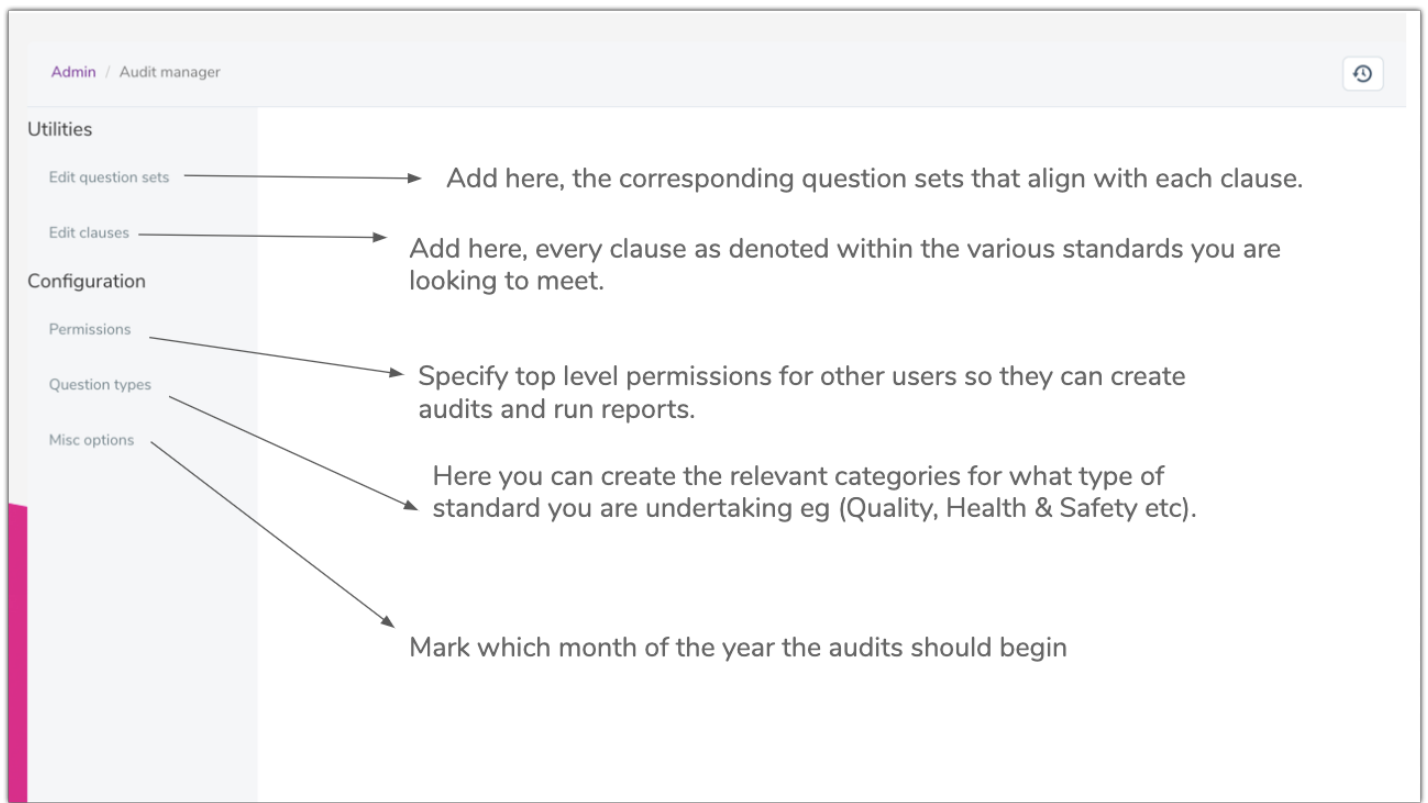 Admin / Audit manager
Utilities
Edit question sets
Add here, the corresponding question sets that align with each clause.
Edit clauses
Add here, every clause as denoted within the various standards you are
looking to meet.
Configuration
Permissions
Specify top level permissions for other users so they can create
audits and run reports.
Question types
Here you can create the relevant categories for what type of
standard you are undertaking eg (Quality, Health & Safety etc).
Misc options
Mark which month of the year the audits should begin